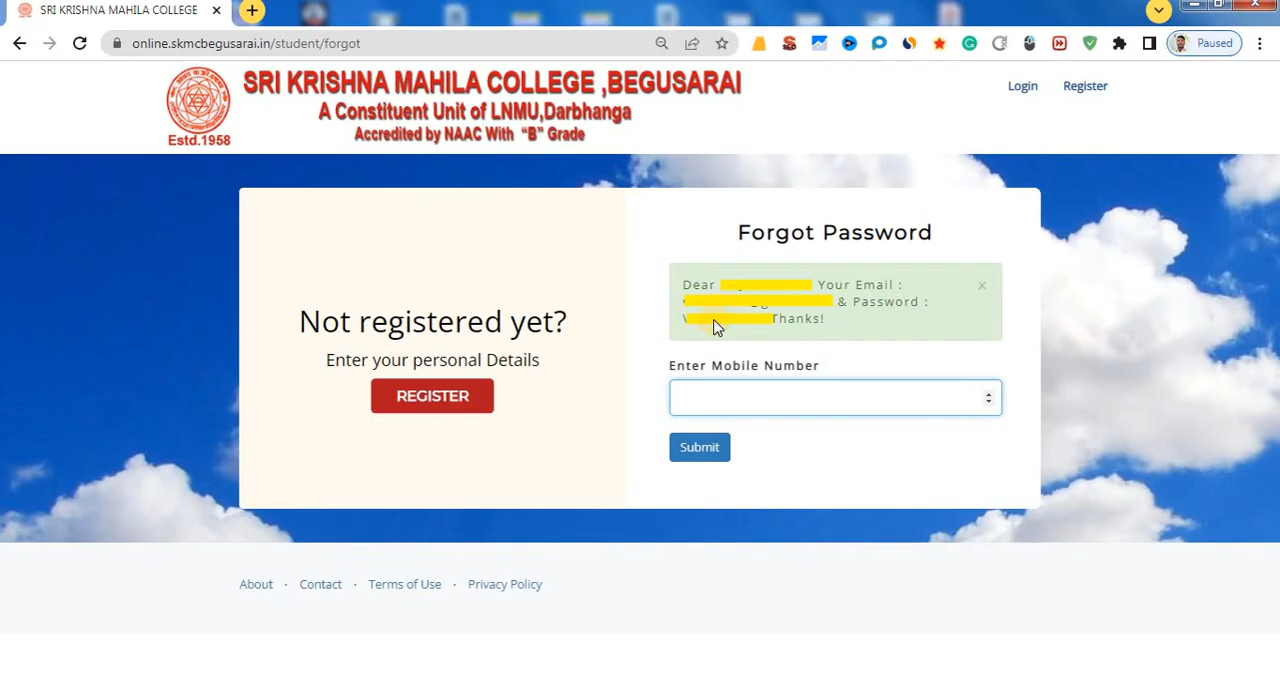 SRI KRISHNA MAHILA COLLEGE
online.skmcbegusarai.in/student/forgot
Paused
SRI KRISHNA MAHILA COLLEGE ,BEGUSARAI
A Constituent Unit of LNMU,Darbhanga
Accredited by NAAC With “B” Grade
Estd.1958
Login
Register
Not registered yet?
Enter your personal Details
REGISTER
Forgot Password
Dear Your Email :
& Password :
Thanks!
Enter Mobile Number
Submit
About · Contact · Terms of Use · Privacy Policy